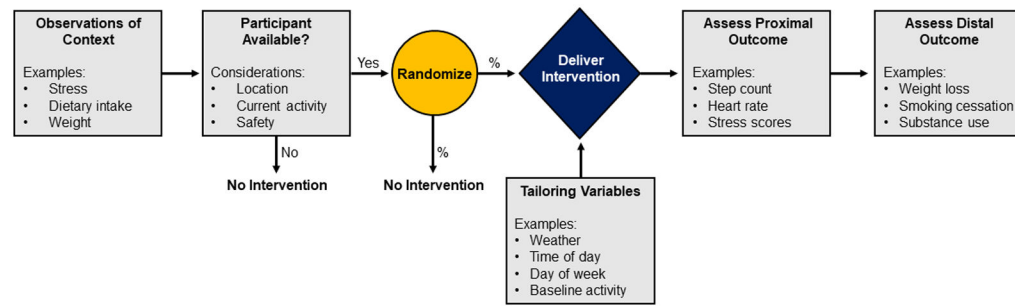 Observations of
Context
Examples:
• Stress
• Dietary intake
• Weight
Participant
Available?
Considerations:
• Location
• Current activity
• Safety
Yes
No
No Intervention
Randomize
%
%
No Intervention
Deliver
Intervention
Tailoring Variables
Examples:
• Weather
• Time of day
• Day of week
• Baseline activity
Assess Proximal
Outcome
Examples:
• Step count
• Heart rate
• Stress scores
Assess Distal
Outcome
Examples:
• Weight loss
• Smoking cessation
• Substance use